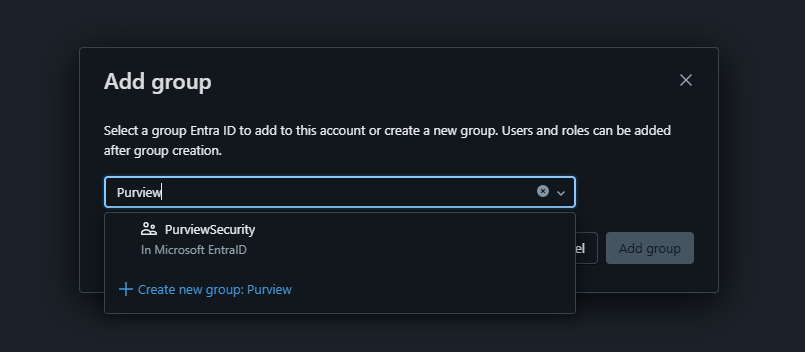 Add group
Select a group Entra ID to add to this account or create a new group. Users and roles can be added
after group creation.
Purview
PurviewSecurity
In Microsoft EntraID
el
Add group
Create new group: Purview